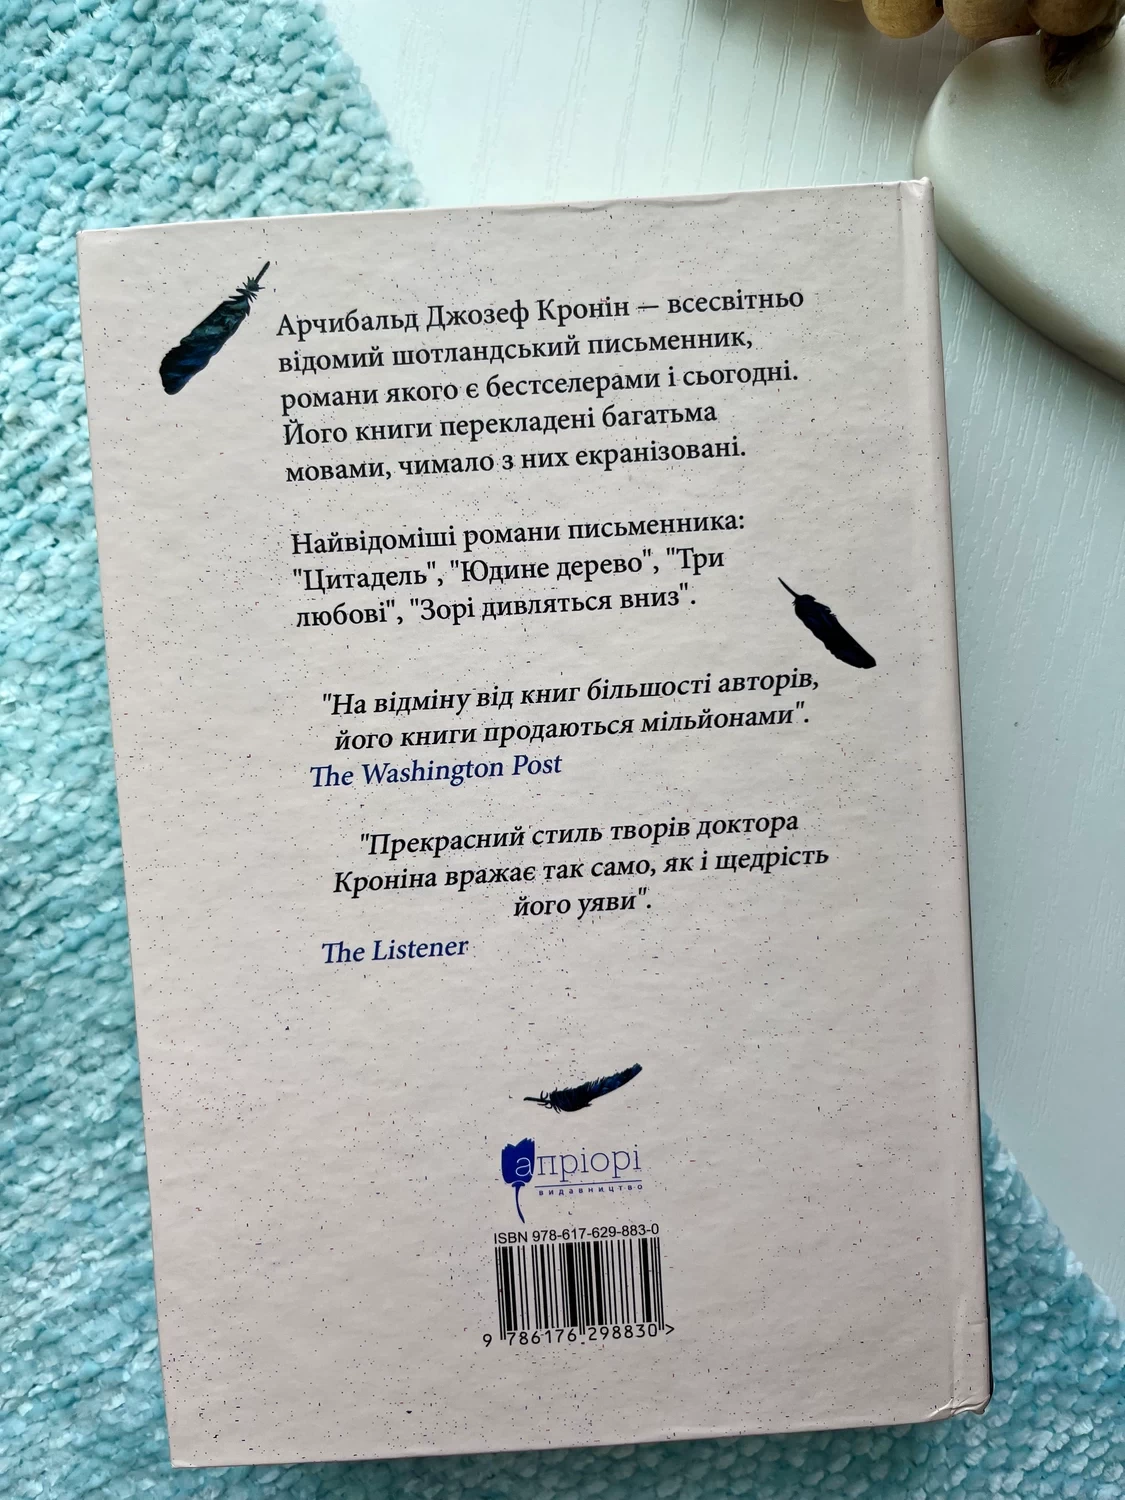 Арчибальд Джозеф Кронін — всесвітньо
відомий шотландський письменник,
романи якого є бестселерами і сьогодні.
Його книги перекладені багатьма
мовами, чимало з них екранізовані.
Найвідоміші романи письменника:
"Цитадель", "Юдине дерево", "Три
любові", "Зорі дивляться вниз".
"На відміну від книг більшості авторів,
його книги продаються мільйонами".
The Washington Post
"Прекрасний стиль творів доктора
Кроніна вражає так само, як і щедрість
його уяви".
The Listener
апріорі
видавництво
ISBN 978-617-629-883-0
9 786176 298830 >